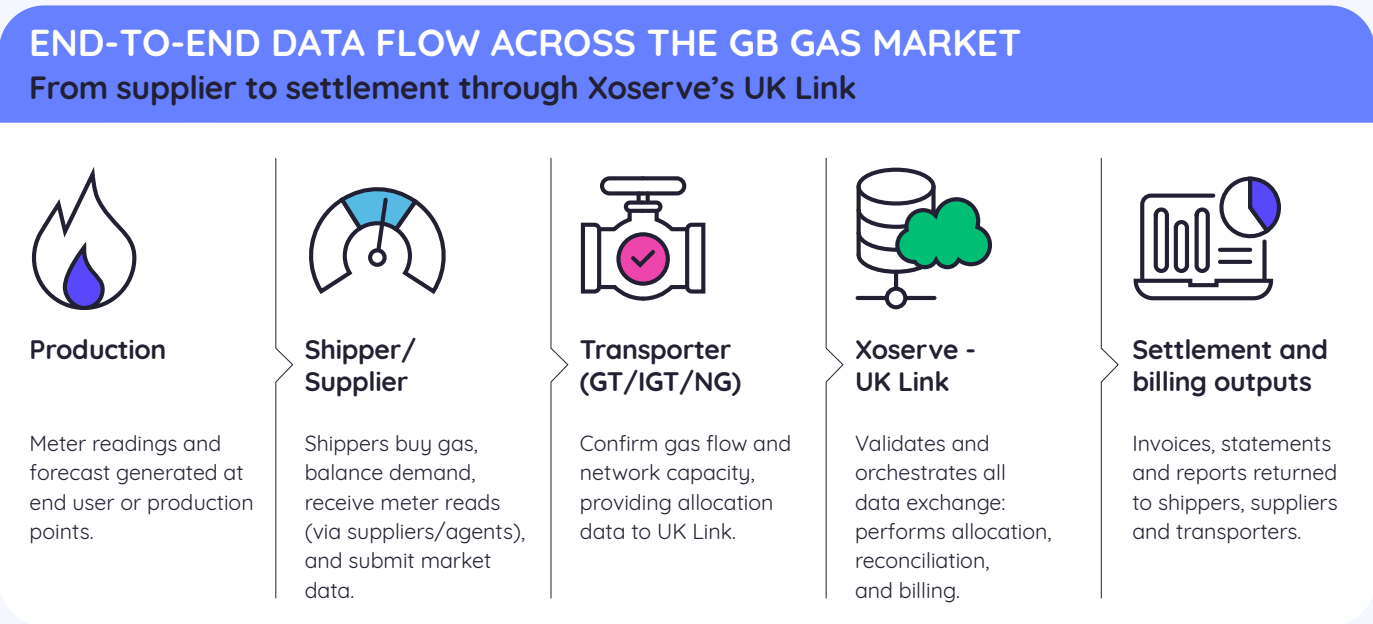 END-TO-END DATA FLOW ACROSS THE GB GAS MARKET
From supplier to settlement through Xoserve’s UK Link
Production
Meter readings and
forecast generated at
end user or production
points.
Shipper/
Supplier
Shippers buy gas,
balance demand,
receive meter reads
(via suppliers/agents),
and submit market
data.
Transporter
(GT/IGT/NG)
Confirm gas flow and
network capacity,
providing allocation
data to UK Link.
Xoserve -
UK Link
Validates and
orchestrates all
data exchange:
performs allocation,
reconciliation,
and billing.
Settlement and
billing outputs
Invoices, statements
and reports returned
to shippers, suppliers
and transporters.